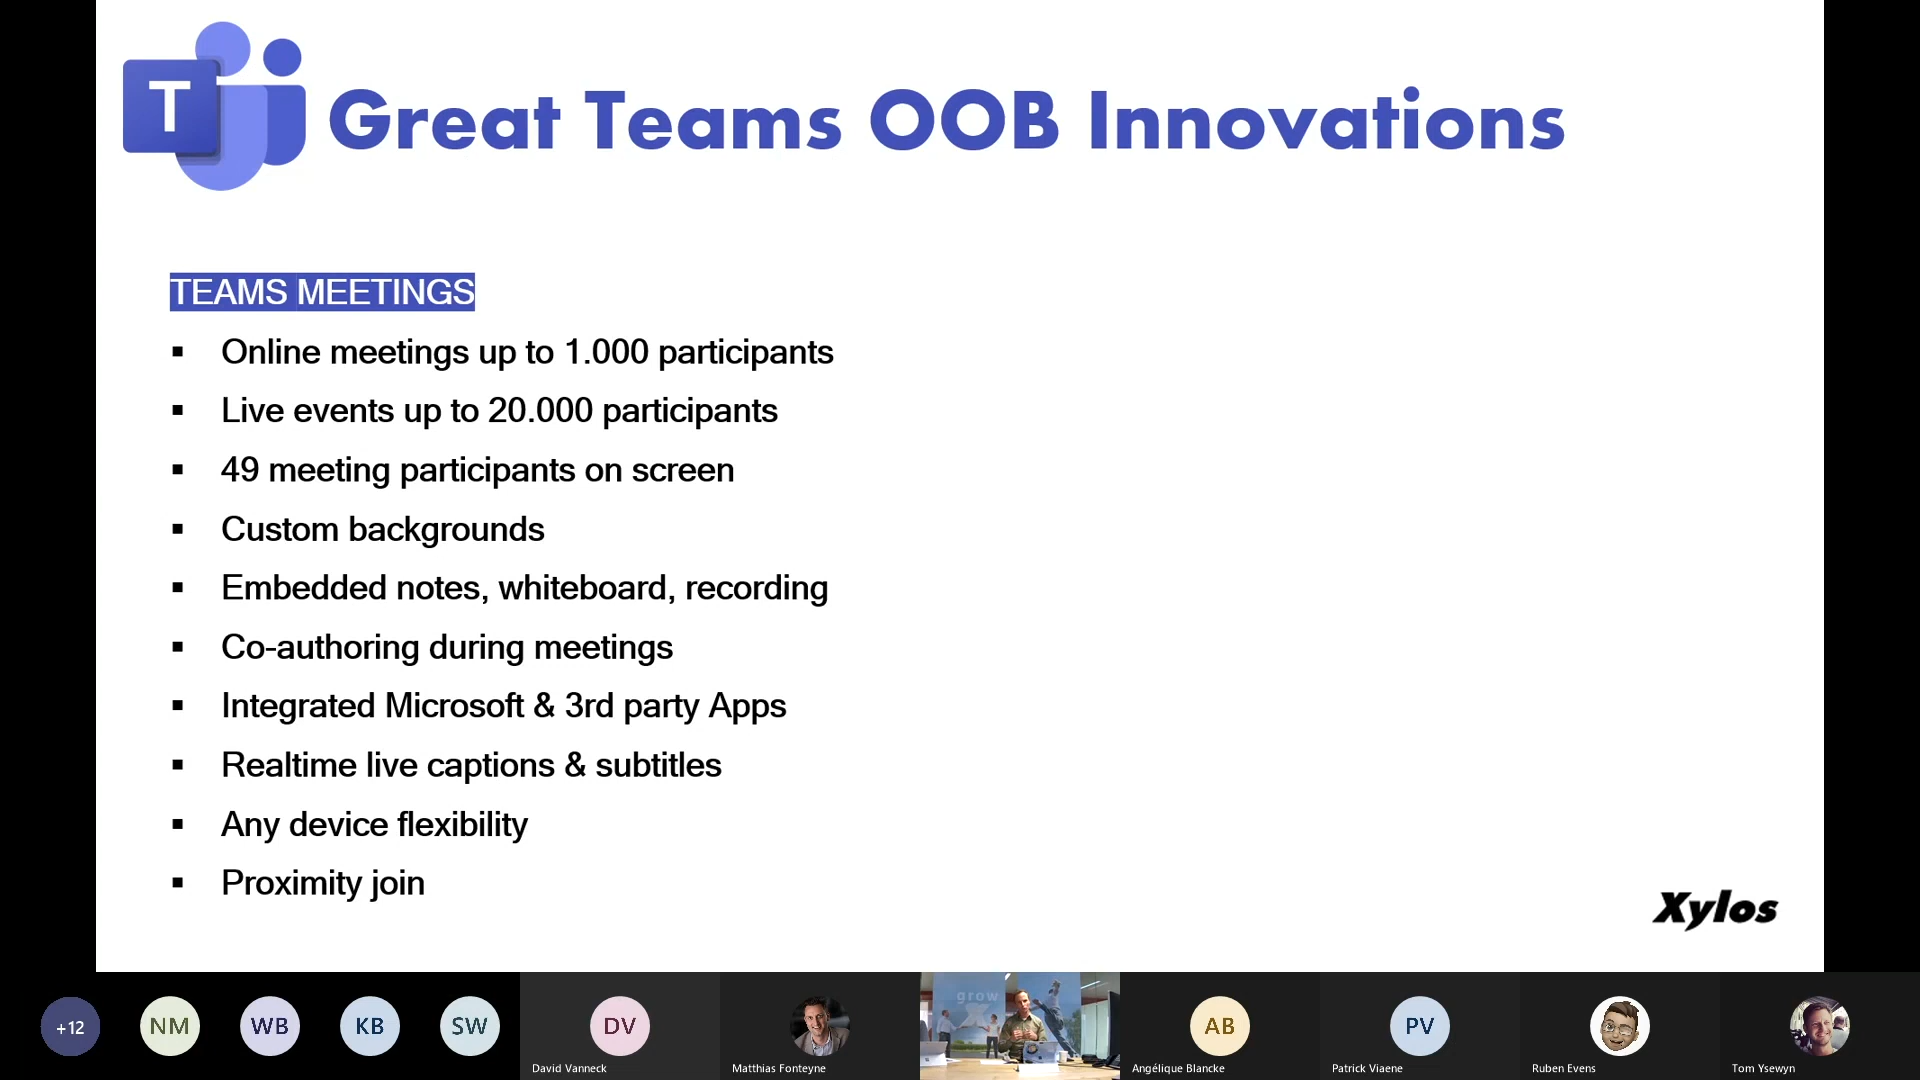 T
Great Teams OOB Innovations
TEAMS MEETINGS
▪ Online meetings up to 1.000 participants
▪ Live events up to 20.000 participants
▪ 49 meeting participants on screen
▪ Custom backgrounds
▪ Embedded notes, whiteboard, recording
▪ Co-authoring during meetings
▪ Integrated Microsoft & 3rd party Apps
▪ Realtime live captions & subtitles
▪ Any device flexibility
▪ Proximity join
Xylos
grow
+12 NM WB KB SW DV AB PV
David Vanneck Matthias Fonteyne Angélique Blancke Patrick Viaene Ruben Evens Tom Ysewyn